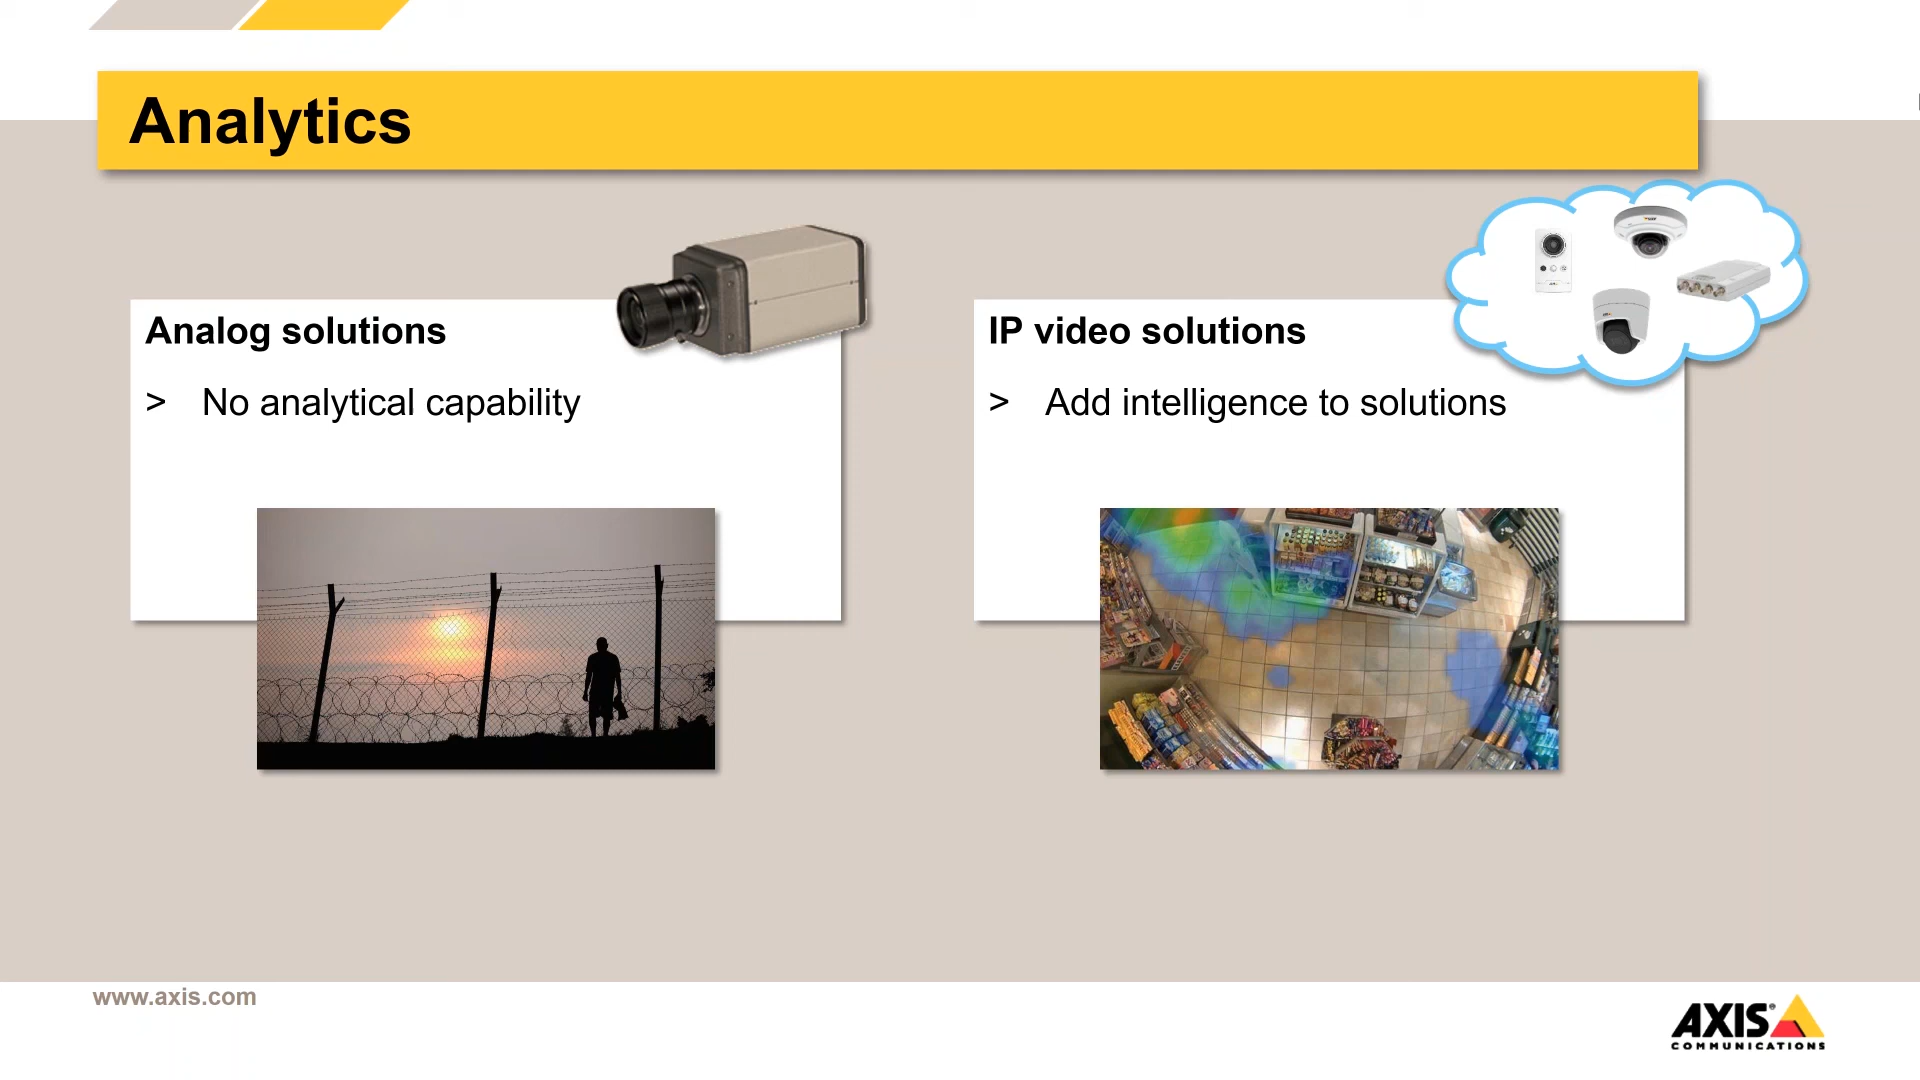 Analytics
Analog solutions
> No analytical capability
IP video solutions
> Add intelligence to solutions
www.axis.com
AXIS
COMMUNICATIONS